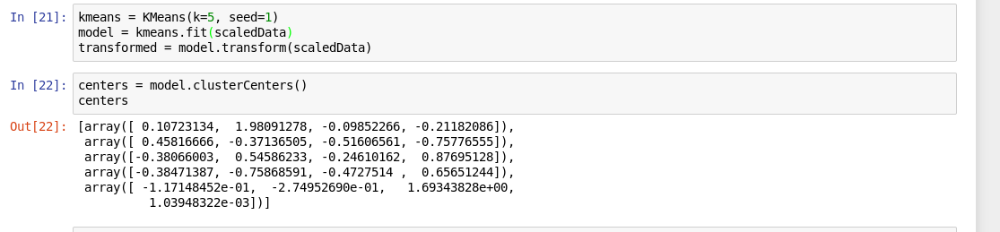 In [21]: kmeans = KMeans(k=5, seed=1)
model = kmeans.fit(scaledData)
transformed = model.transform(scaledData)
In [22]: centers = model.clusterCenters()
centers
Out[22]: [array([ 0.10723134,  1.98091278, -0.09852266, -0.21182086]),
 array([ 0.45816666, -0.37136505, -0.51606561, -0.75776555]),
 array([-0.38066003,  0.54586233, -0.24610162,  0.87695128]),
 array([-0.38471387, -0.75868591, -0.4727514 ,  0.65651244]),
 array([ -1.17148452e-01,  -2.74952690e-01,   1.69343828e+00,
          1.03948322e-03])]